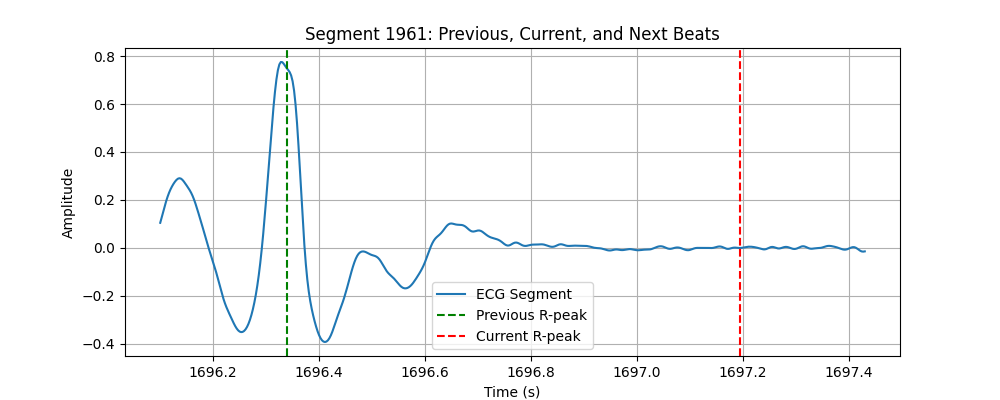 Segment 1961: Previous, Current, and Next Beats
0.8
0.6
0.4
0.2
0.0
−0.2
−0.4
Amplitude
ECG Segment
Previous R-peak
Current R-peak
1696.2 1696.4 1696.6 1696.8 1697.0 1697.2 1697.4
Time (s)